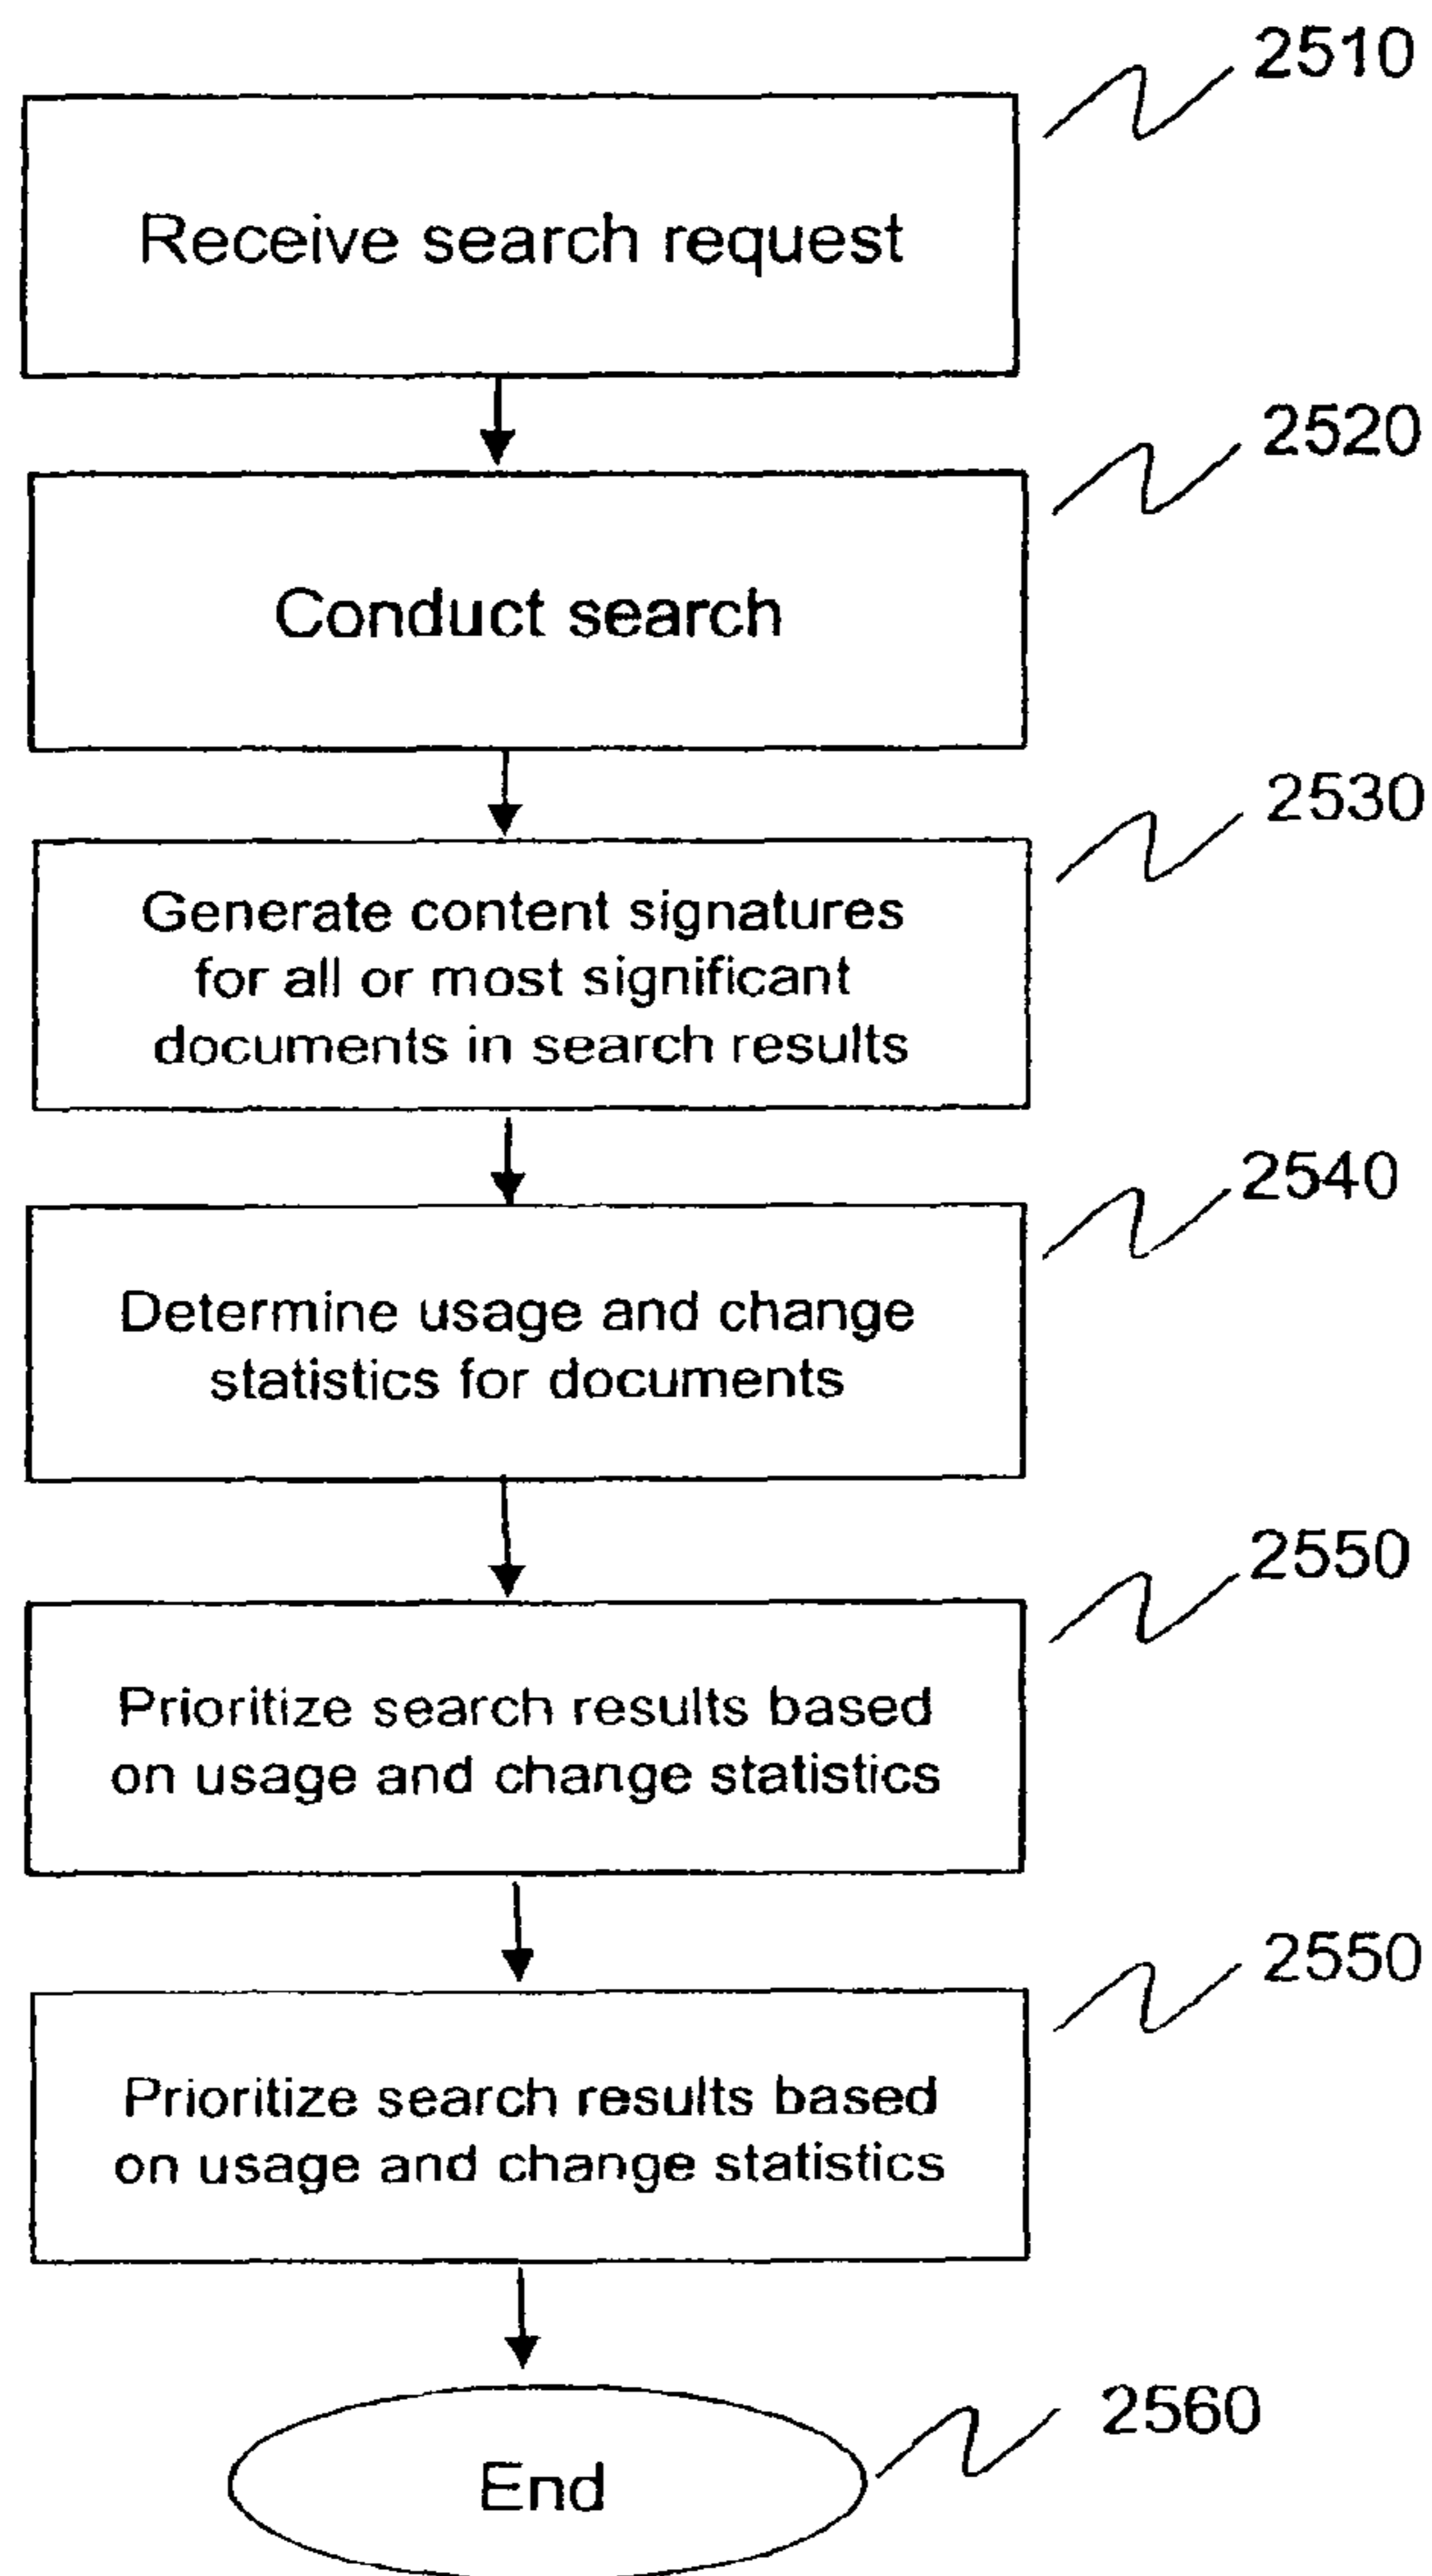 2510
Receive search request
2520
Conduct search
2530
Generate content signatures
for all or most significant
documents in search results
2540
Determine usage and change
statistics for documents
2550
Prioritize search results based
on usage and change statistics
2550
Prioritize search results based
on usage and change statistics
2560
End